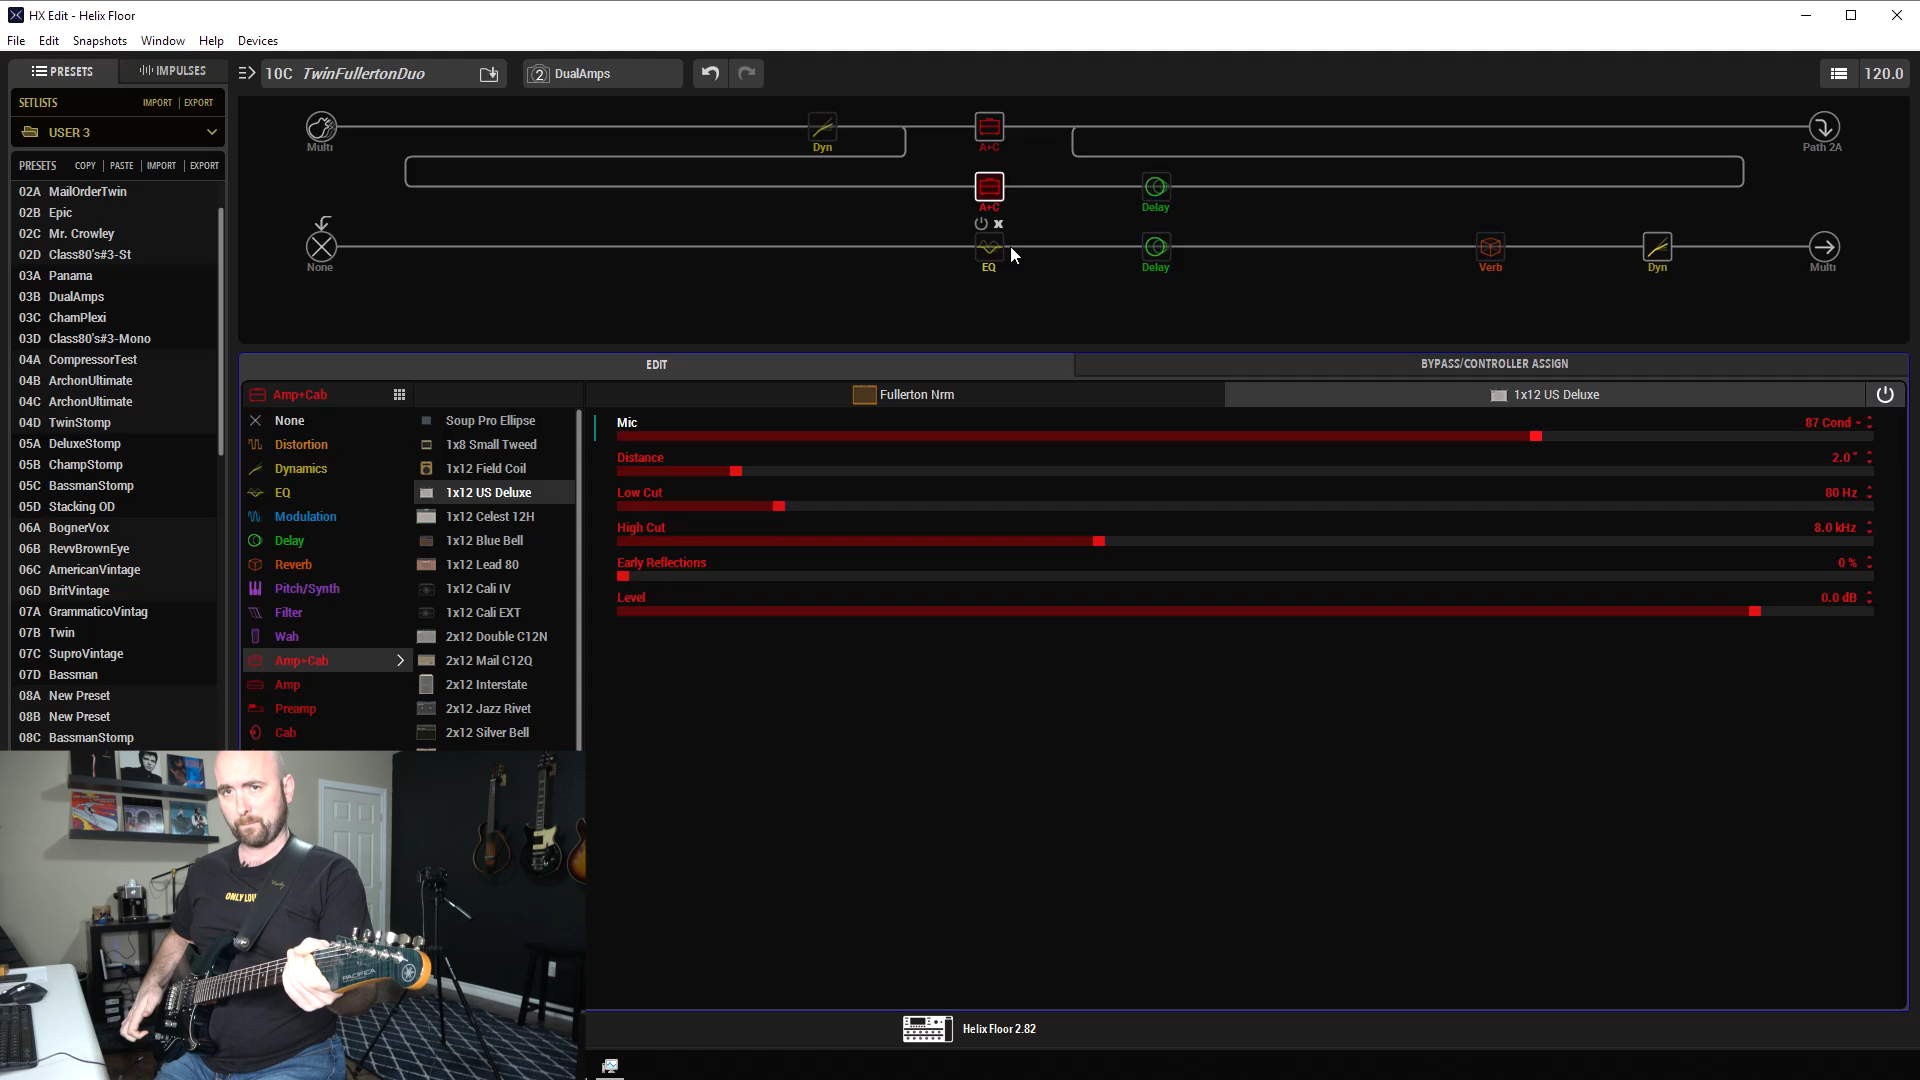 HX Edit - Helix Floor
File Edit Snapshots Window Help Devices
PRESETS IMPULSES
10C TwinFullertonDuo
2 DualAmps
120.0
SETLISTS IMPORT | EXPORT
USER 3
PRESETS COPY | PASTE IMPORT | EXPORT
02A MailOrderTwin
02B Epic
02C Mr. Crowley
02D Class80's#3-St
03A Panama
03B DualAmps
03C ChamPlexi
03D Class80's#3-Mono
04A CompressorTest
04B ArchonUltimate
04C ArchonUltimate
04D TwinStomp
05A DeluxeStomp
05B ChampStomp
05C BassmanStomp
05D Stacking OD
06A BognerVox
06B RevvBrownEye
06C AmericanVintage
06D BritVintage
07A GrammaticoVintag
07B Twin
07C SuproVintage
07D Bassman
08A New Preset
08B New Preset
08C BassmanStomp
Multi
Dyn
A+C
Path 2A
A+C
Delay
X
None
EQ
Delay
Verb
Dyn
Multi
EDIT
BYPASS/CONTROLLER ASSIGN
Amp+Cab
None
Distortion
Dynamics
EQ
Modulation
Delay
Reverb
Pitch/Synth
Filter
Wah
Amp+Cab
Amp
Preamp
Cab
Soup Pro Ellipse
1x8 Small Tweed
1x12 Field Coil
1x12 US Deluxe
1x12 Celest 12H
1x12 Blue Bell
1x12 Lead 80
1x12 Cali IV
1x12 Cali EXT
2x12 Double C12N
2x12 Mail C12Q
2x12 Interstate
2x12 Jazz Rivet
2x12 Silver Bell
Fullerton Nrm
1x12 US Deluxe
Mic 87 Cond
Distance 2.0"
Low Cut 80 Hz
High Cut 8.0 kHz
Early Reflections 0 %
Level 0.0 dB
ONLY LOV
PACIFICA
Helix Floor 2.82